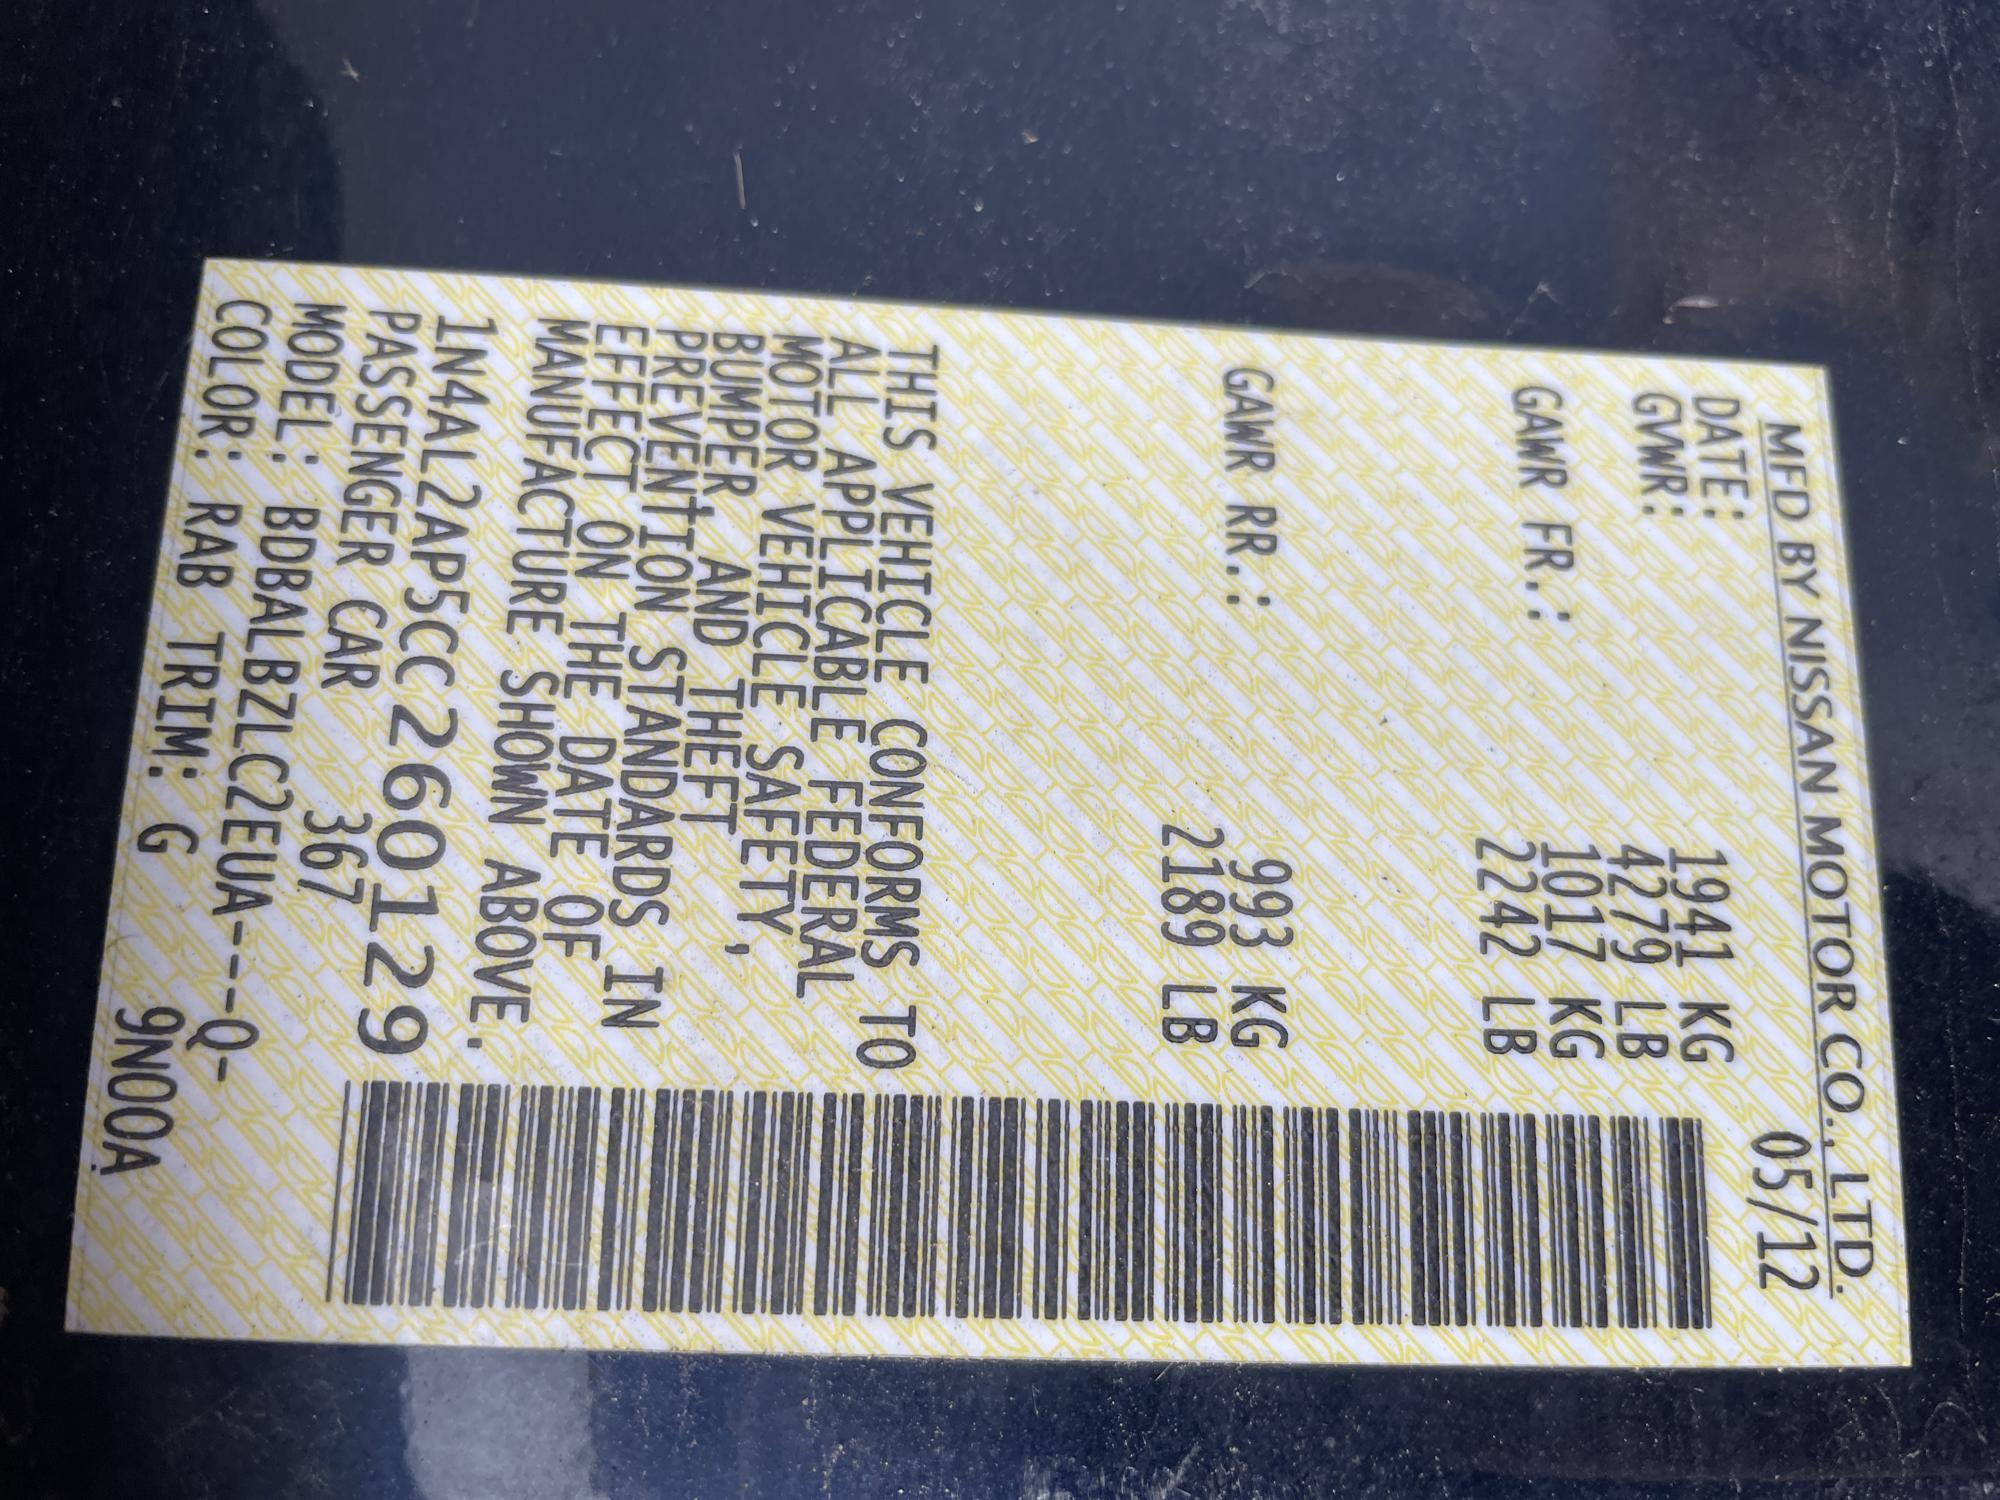 MFD BY NISSAN MOTOR CO., LTD.
DATE: 05/12
GVWR: 1941 KG
4279 LB
GAWR FR.: 1017 KG
2242 LB
GAWR RR.: 993 KG
2189 LB
THIS VEHICLE CONFORMS TO
ALL APPLICABLE FEDERAL
MOTOR VEHICLE SAFETY,
BUMPER AND THEFT
PREVENTION STANDARDS IN
EFFECT ON THE DATE OF
MANUFACTURE SHOWN ABOVE.
1N4AL2AP5CC260129
PASSENGER CAR 367
MODEL: BDBALBZLC2EUA----Q-
COLOR: RAB TRIM: G 9N00A